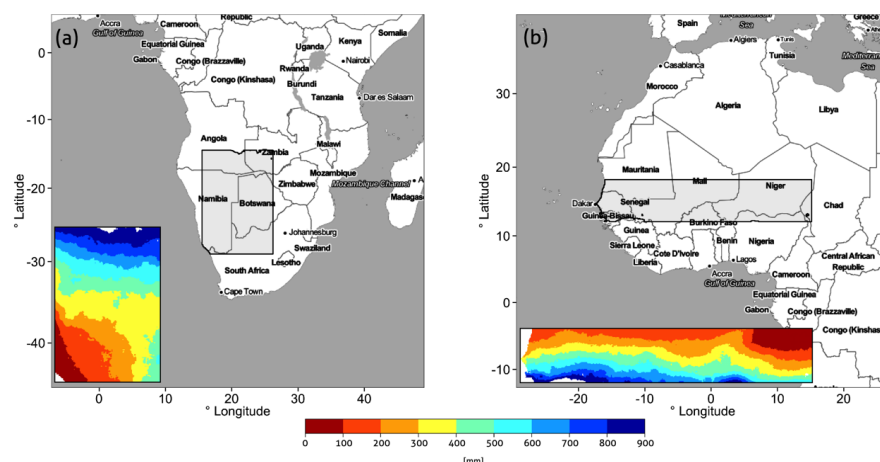 (a)
Accra
Gulf of Guinea
Cameroon
Republic
Somalia
Equatorial Guinea
Uganda
Kenya
Gabon
Congo (Brazzaville)
Nairobi
Rwanda
Congo (Kinshasa)
Burundi
Tanzania
Dar es Salaam
Angola
Malawi
Zambia
Mozambique
Mozambique Channel
Zimbabwe
Namibia
Botswana
Madagas
Johannesburg
Swaziland
Lesotho
South Africa
Cape Town
0
-10
-20
-30
-40
° Latitude
0
10
20
30
40
° Longitude
(b)
Spain
Sea
Greece
Algiers
Tunis
Tunisia
Mediterran
Sea
Casablanca
Morocco
Algeria
Libya
Mauritania
Mali
Niger
Chad
Dakar
Senegal
Guinea-Bissau
Burkina Faso
Guinea
Benin
Nigeria
Sierra Leone
Cote D'Ivoire
Liberia
Lagos
Central African
Republic
Accra
Gulf of Guinea
Cameroon
Equatorial Guinea
Gabon
Congo (Brazzaville)
Congo (Kinshas
30
20
10
0
-10
° Latitude
-20
-10
0
10
20
° Longitude
0 100 200 300 400 500 600 700 800 900
[mm]